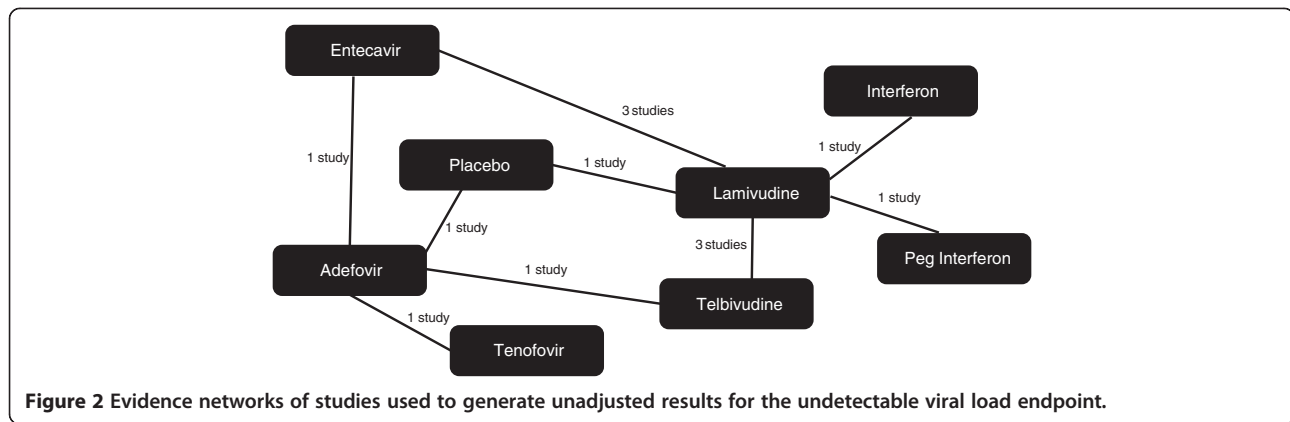 Entecavir
Interferon
3 studies
1 study
1 study
Placebo
1 study
Lamivudine
1 study
1 study
3 studies
Adefovir
1 study
Peg Interferon
Telbivudine
1 study
Tenofovir
Figure 2 Evidence networks of studies used to generate unadjusted results for the undetectable viral load endpoint.